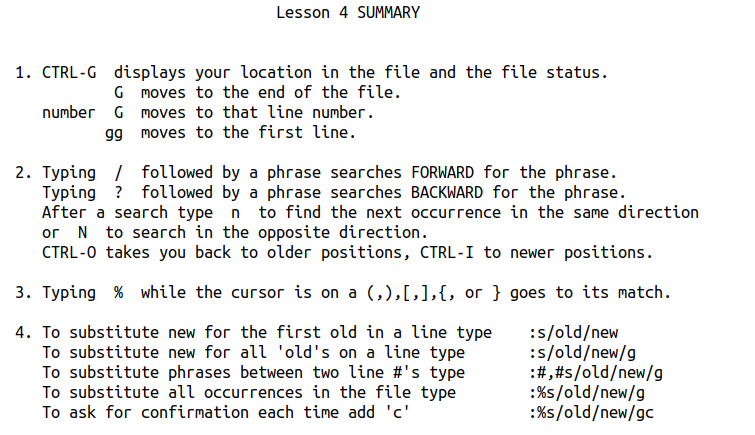 Lesson 4 SUMMARY
1. CTRL-G displays your location in the file and the file status.
G moves to the end of the file.
number G moves to that line number.
gg moves to the first line.
2. Typing / followed by a phrase searches FORWARD for the phrase.
Typing ? followed by a phrase searches BACKWARD for the phrase.
After a search type n to find the next occurrence in the same direction
or N to search in the opposite direction.
CTRL-O takes you back to older positions, CTRL-I to newer positions.
3. Typing % while the cursor is on a (,),[,],{, or } goes to its match.
4. To substitute new for the first old in a line type :s/old/new
To substitute new for all 'old's on a line type :s/old/new/g
To substitute phrases between two line #'s type :#,#s/old/new/g
To substitute all occurrences in the file type :%s/old/new/g
To ask for confirmation each time add 'c' :%s/old/new/gc